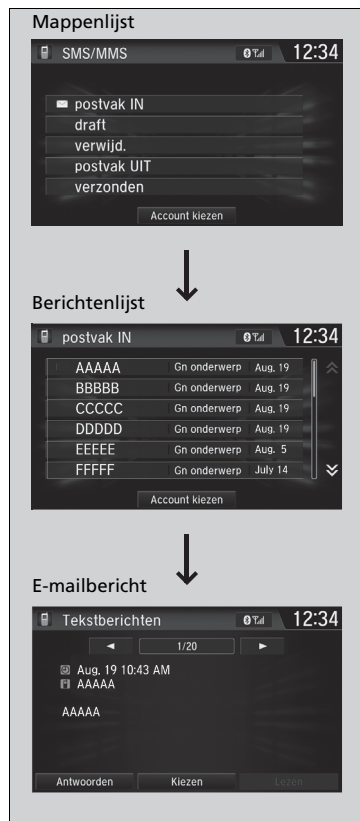 Mappenlijst
SMS/MMS 12:34
postvak IN
draft
verwijd.
postvak UIT
verzonden
Account kiezen
Berichtenlijst
postvak IN 12:34
AAAAA Gn onderwerp Aug. 19
BBBBB Gn onderwerp Aug. 19
CCCCC Gn onderwerp Aug. 19
DDDDD Gn onderwerp Aug. 19
EEEEE Gn onderwerp Aug. 5
FFFFF Gn onderwerp July 14
Account kiezen
E-mailbericht
Tekstberichten 12:34
1/20
Aug. 19 10:43 AM
AAAAA
AAAAA
Antwoorden Kiezen Lezen